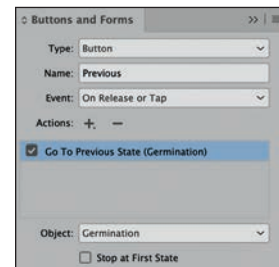 Buttons and Forms
Type: Button
Name: Previous
Event: On Release or Tap
Actions:
Go To Previous State (Germination)
Object: Germination
Stop at First State